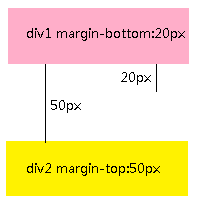 div1 margin-bottom:20px
20px
50px
div2 margin-top:50px